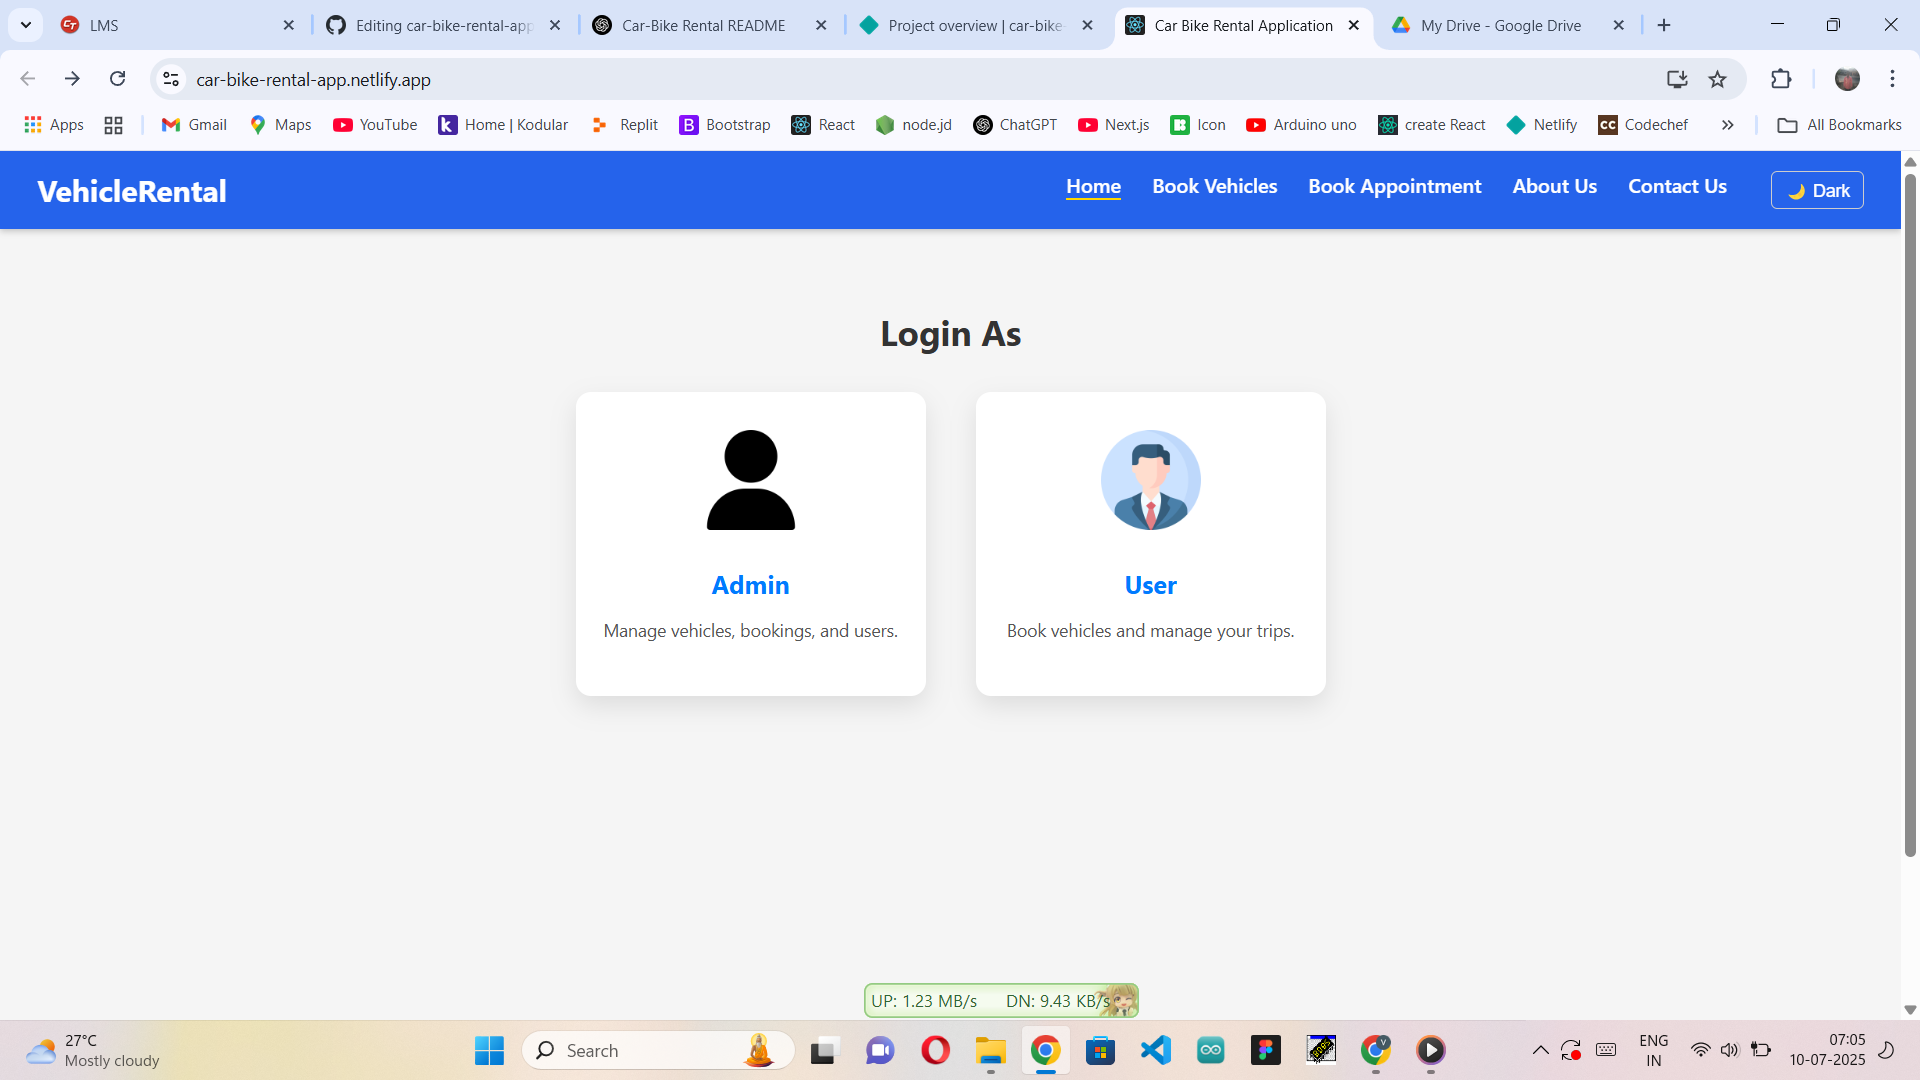 LMS
Editing car-bike-rental-app
Car-Bike Rental README
Project overview | car-bike-
Car Bike Rental Application
My Drive - Google Drive
car-bike-rental-app.netlify.app
Apps
Gmail
Maps
YouTube
Home | Kodular
Replit
Bootstrap
React
node.jd
ChatGPT
Next.js
Icon
Arduino uno
create React
Netlify
Codechef
All Bookmarks
VehicleRental
Home
Book Vehicles
Book Appointment
About Us
Contact Us
🌙 Dark
Login As
Admin
Manage vehicles, bookings, and users.
User
Book vehicles and manage your trips.
UP: 1.23 MB/s DN: 9.43 KB/s
27°C
Mostly cloudy
Search
ENG
IN
07:05
10-07-2025